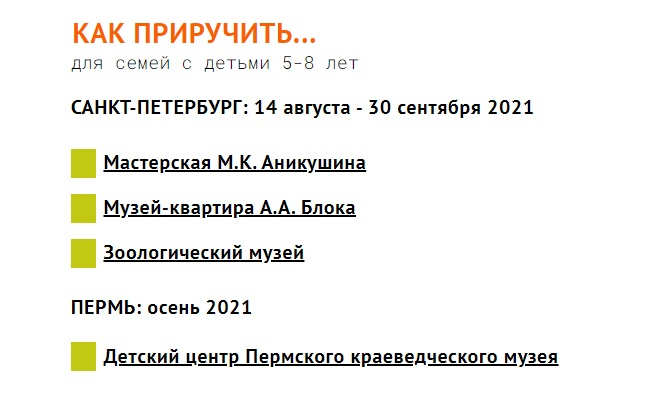 КАК ПРИРУЧИТЬ...
для семей с детьми 5-8 лет
САНКТ-ПЕТЕРБУРГ: 14 августа - 30 сентября 2021
Мастерская М.К. Аникушина
Музей-квартира А.А. Блока
Зоологический музей
ПЕРМЬ: осень 2021
Детский центр Пермского краеведческого музея